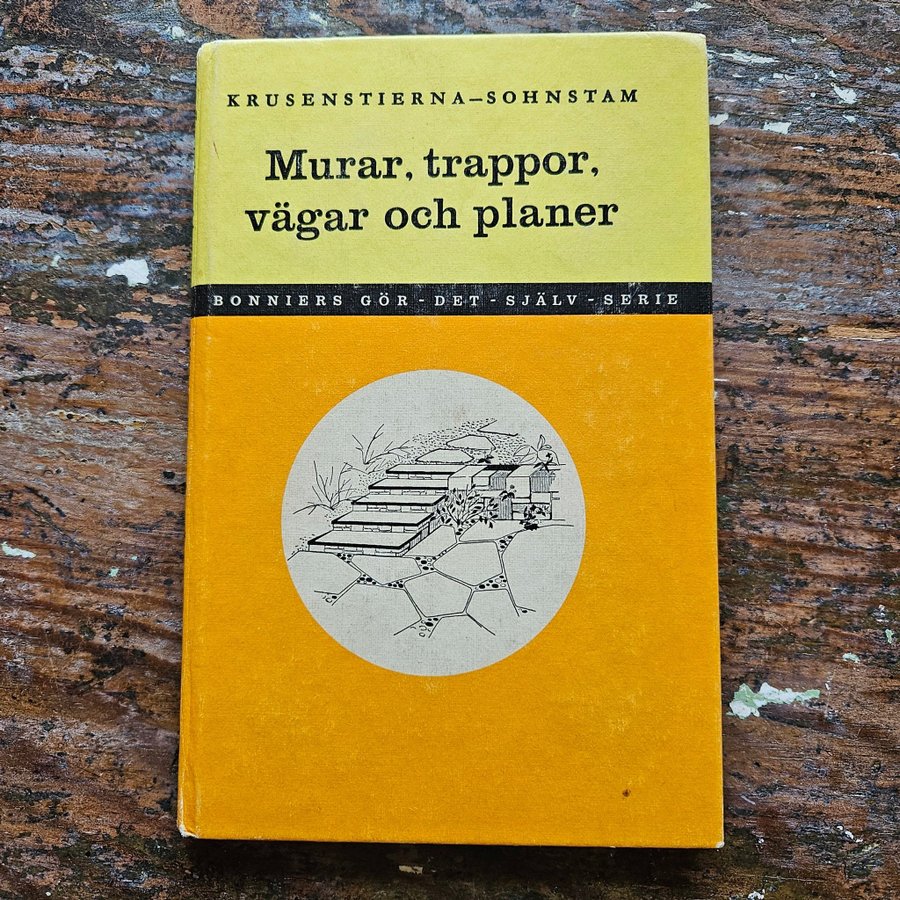 KRUSENSTIERNA–SOHNSTAM
Murar, trappor,
vägar och planer
BONNIERS GÖR - DET - SJÄLV - SERIE